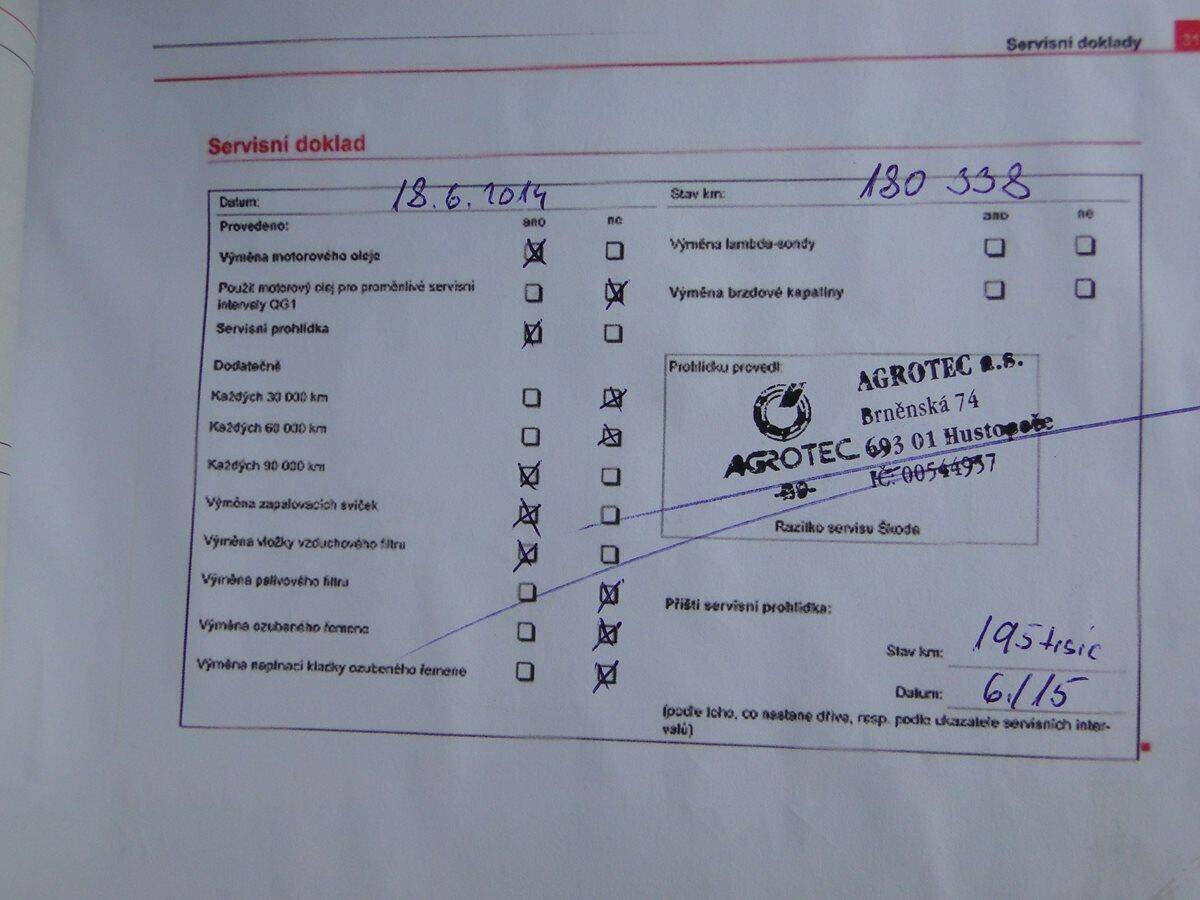 Servisní doklady 31
Servisní doklad
Datum: 18.6.2014
Provedeno: ano ne
Výměna motorového oleje
Použit motorový olej pro proměnlivé servisní
intervely QG1
Servisní prohlídka
Dodatečně
Každých 30 000 km
Každých 60 000 km
Každých 90 000 km
Výměna zapalovacích svíček
Výměna vložky vzduchového filtru
Výměna palivového filtru
Výměna ozubeného řemene
Výměna napínací kladky ozubeného řemene
Stav km: 180 338
ano ne
Výměna lambda-sondy
Výměna brzdové kapaliny
Prohlídku provedl:
AGROTEC a.s.
Brněnská 74
693 01 Hustopeče
IČ: 00544957
AGROTEC
Razítko servisu Škoda
Příští servisní prohlídka:
Stav km: 195 tisíc
Datum: 6./15
(podle toho, co nastane dříve, resp. podle ukazatele servisních inter-
valů)